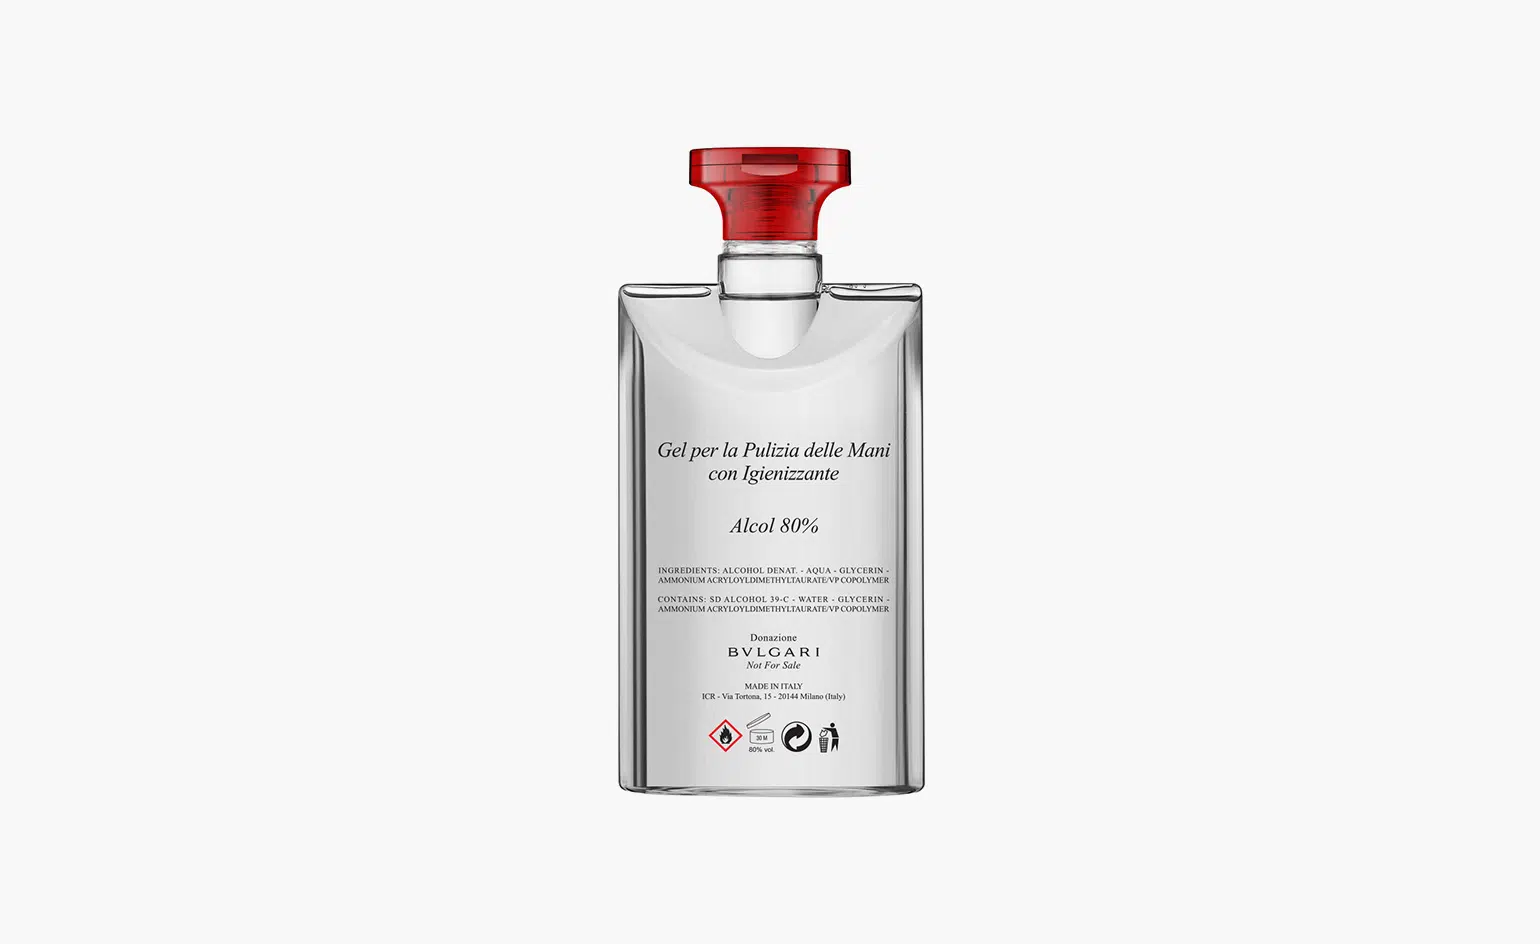 Gel per la Pulizia delle Mani
con Igienizzante
Alcol 80%
INGREDIENTS: ALCOHOL DENAT. - AQUA - GLYCERIN -
AMMONIUM ACRYLOYLDIMETHYLTAURATE/VP COPOLYMER
CONTAINS: SD ALCOHOL 39-C - WATER - GLYCERIN -
AMMONIUM ACRYLOYLDIMETHYLTAURATE/VP COPOLYMER
Donazione
BVLGARI
Not For Sale
MADE IN ITALY
ICR - Via Tortona, 15 - 20144 Milano (Italy)
30 M
80% vol.